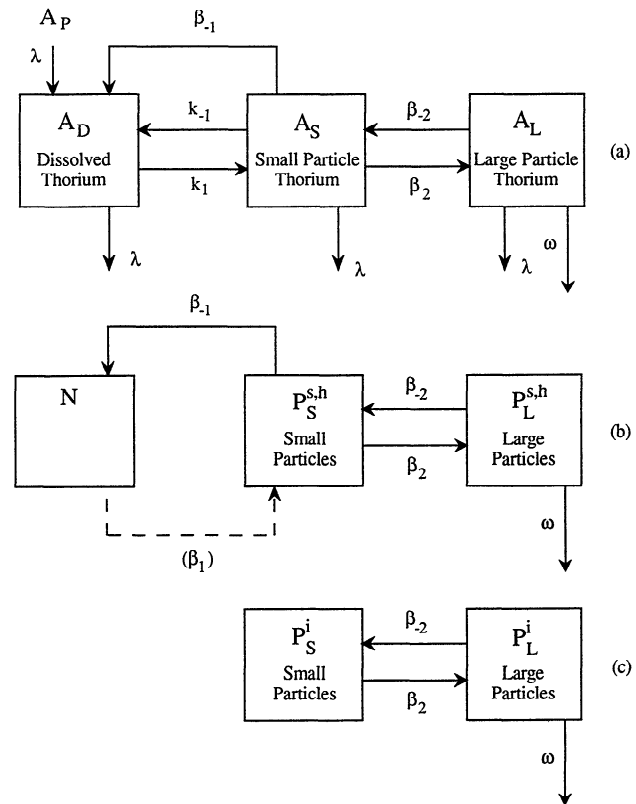 A_P
β_-1
λ
A_D
Dissolved
Thorium
k_-1
k_1
A_S
Small Particle
Thorium
β_-2
β_2
A_L
Large Particle
Thorium
(a)
λ
λ
λ
ω
β_-1
N
P_S^s,h
Small
Particles
β_-2
β_2
P_L^s,h
Large
Particles
(b)
(β_1)
ω
P_S^i
Small
Particles
β_-2
β_2
P_L^i
Large
Particles
(c)
ω